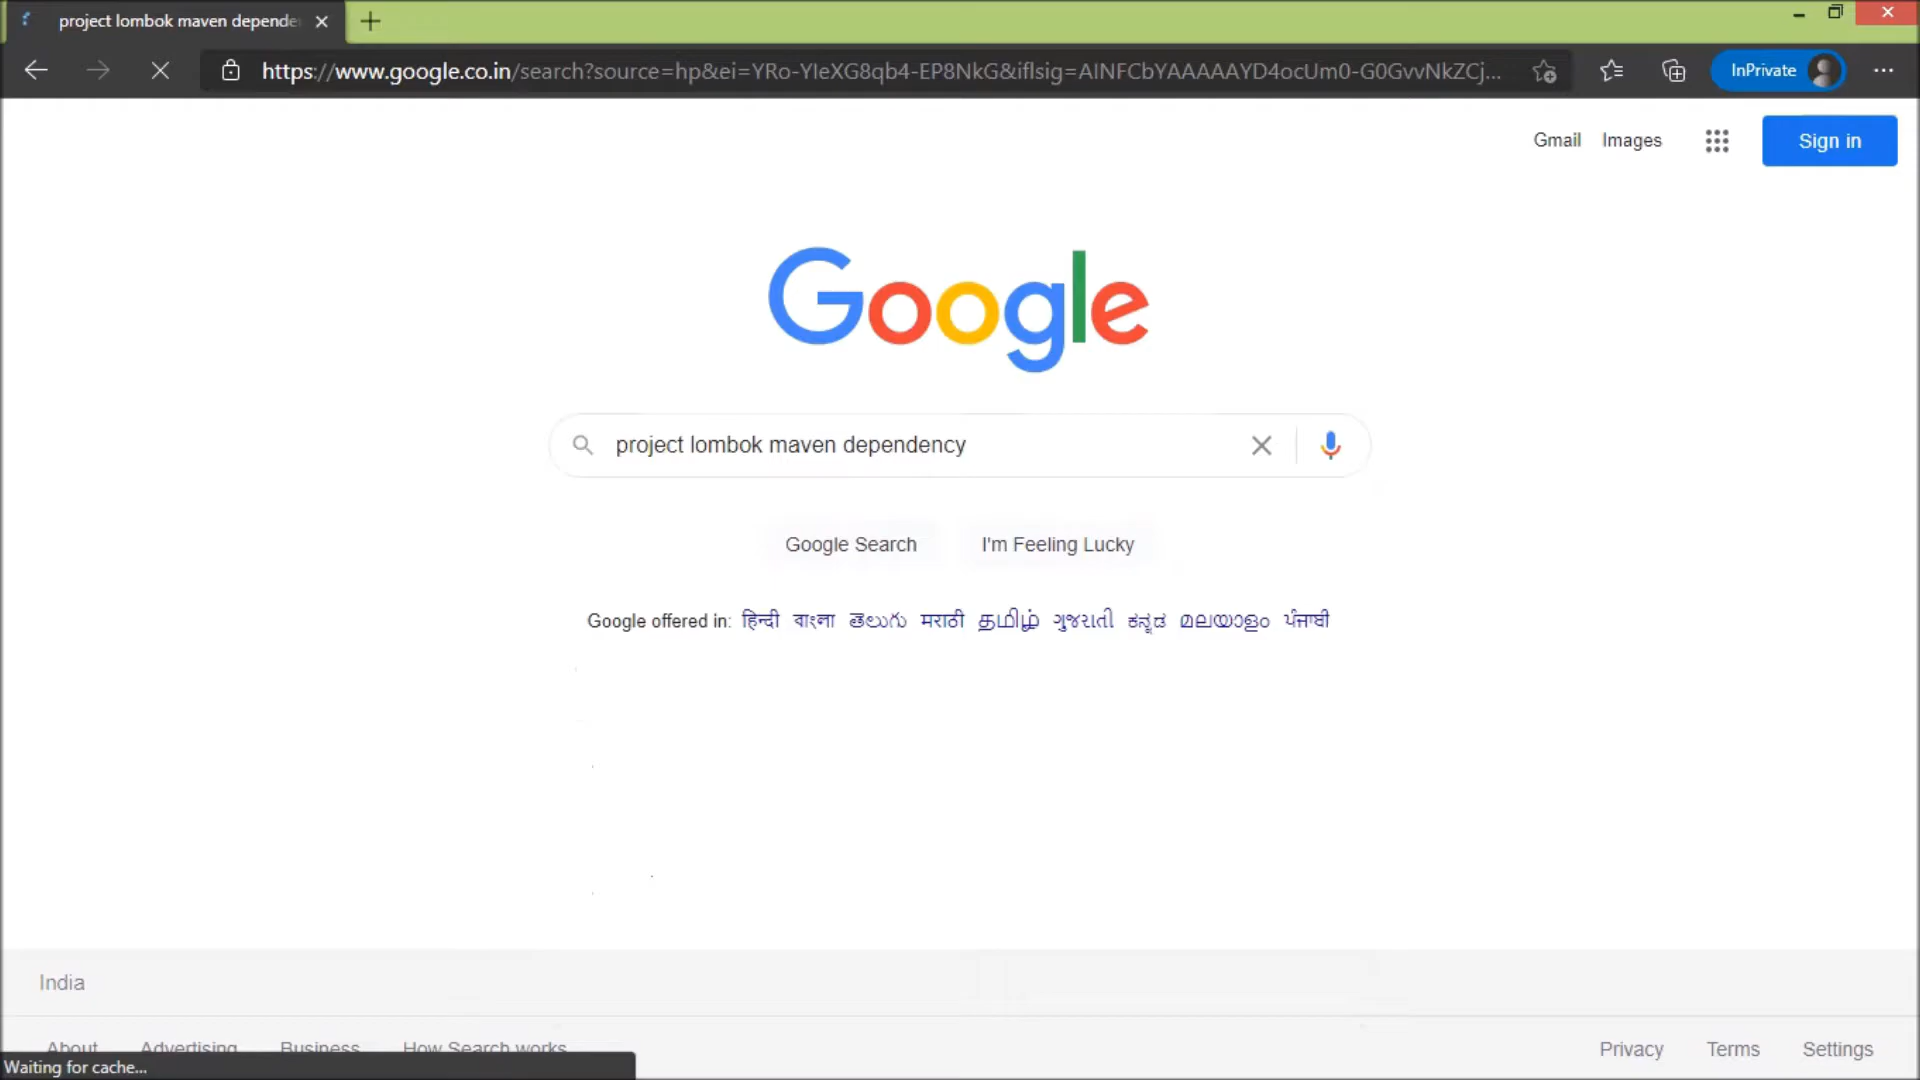 project lombok maven depende
https://www.google.co.in/search?source=hp&ei=YRo-YIeXG8qb4-EP8NkG&iflsig=AINFCbYAAAAAYD4ocUm0-G0GvvNkZCj...
InPrivate
Gmail Images Sign in
Google
project lombok maven dependency
Google Search I'm Feeling Lucky
Google offered in: हिन्दी বাংলা తెలుగు मराठी தமிழ் ગુજરાતી ಕನ್ನಡ മലയാളം ਪੰਜਾਬੀ
India
About Advertising Business How Search works Privacy Terms Settings
Waiting for cache...